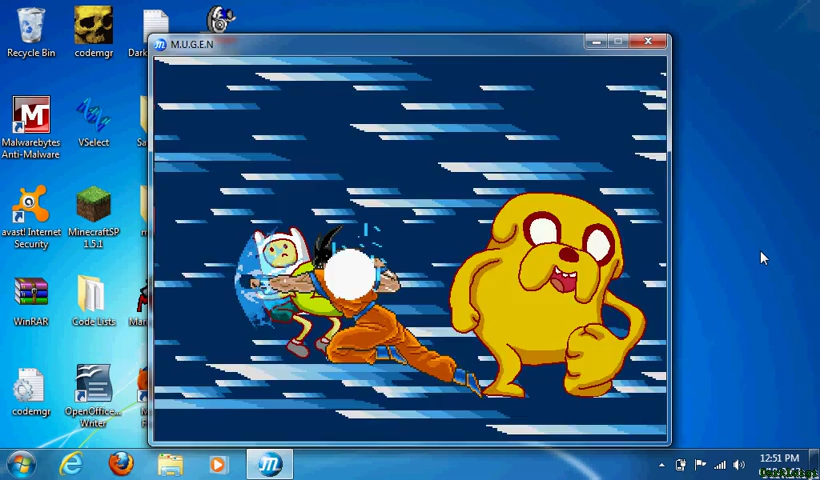 M.U.G.E.N
Recycle Bin
codemgr
Dark
Malwarebytes
Anti-Malware
VSelect
avast! Internet
Security
MinecraftSP
1.5.1
WinRAR
Code Lists
codemgr
OpenOffice....
Writer
12:51 PM